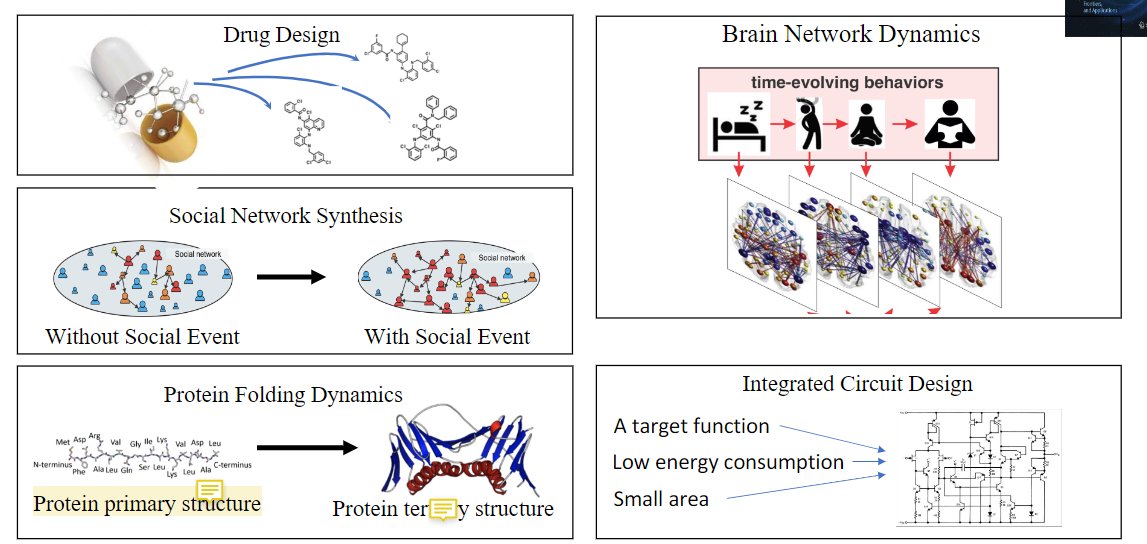 Frontiers,
and Applications
Drug Design
Brain Network Dynamics
time-evolving behaviors
z z z
Social Network Synthesis
Social network
Social network
Without Social Event
With Social Event
Protein Folding Dynamics
Met Asp Arg Val Gly Ile Lys Val Asp Leu
N-terminus C-terminus
Phe Ala Leu Gln Ser Leu Lys Leu Ala
Protein primary structure
Protein ter y structure
Integrated Circuit Design
A target function
Low energy consumption
Small area